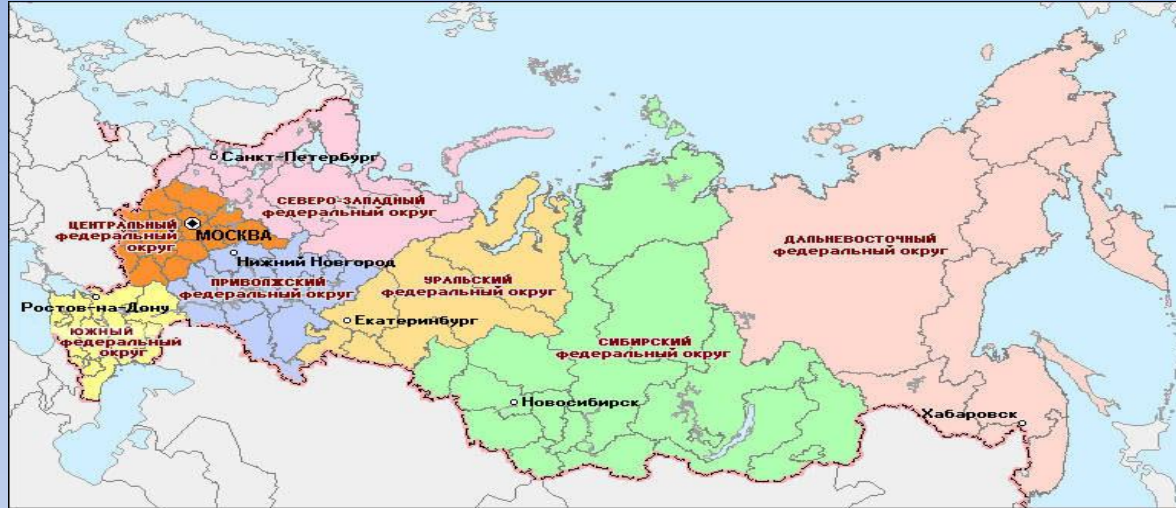 Санкт-Петербург
СЕВЕРО-ЗАПАДНЫЙ
федеральный округ
ЦЕНТРАЛЬНЫЙ
федеральный
округ
МОСКВА
Нижний Новгород
ПРИВОЛЖСКИЙ
федеральный округ
УРАЛЬСКИЙ
федеральный округ
ДАЛЬНЕВОСТОЧНЫЙ
федеральный округ
Ростов-на-Дону
ЮЖНЫЙ
федеральный
округ
Екатеринбург
СИБИРСКИЙ
федеральный округ
Новосибирск
Хабаровск